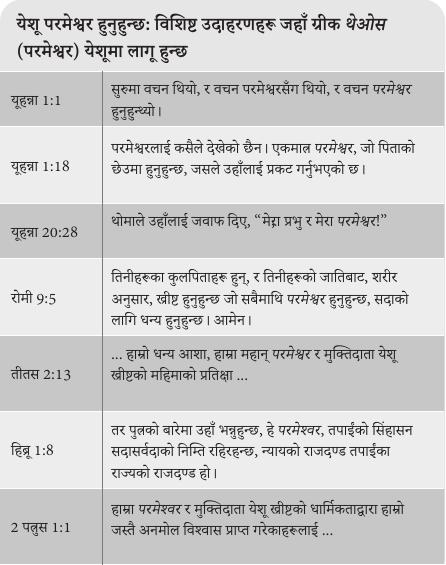 येशू परमेश्वर हुनुहुन्छ: विशिष्ट उदाहरणहरू जहाँ ग्रीक थेओस
(परमेश्वर) येशूमा लागू हुन्छ
यूहन्ना 1:1
सुरुमा वचन थियो, र वचन परमेश्वरसँग थियो, र वचन परमेश्वर
हुनुहुन्थ्यो।
यूहन्ना 1:18
परमेश्वरलाई कसैले देखेको छैन। एकमात्र परमेश्वर, जो पिताको
छेउमा हुनुहुन्छ, जसले उहाँलाई प्रकट गर्नुभएको छ।
यूहन्ना 20:28
थोमाले उहाँलाई जवाफ दिए, “मेरा प्रभु र मेरा परमेश्वर!”
रोमी 9:5
तिनीहरूका कुलपिताहरू हुन्, र तिनीहरूको जातिबाट, शरीर
अनुसार, ख्रीष्ट हुनुहुन्छ जो सबैमाथि परमेश्वर हुनुहुन्छ, सदाको
लागि धन्य हुनुहुन्छ। आमेन।
तीतस 2:13
... हाम्रो धन्य आशा, हाम्रा महान् परमेश्वर र मुक्तिदाता येशू
ख्रीष्टको महिमाको प्रतिक्षा ...
हिब्रू 1:8
तर पुत्रको बारेमा उहाँ भन्नुहुन्छ, हे परमेश्वर, तपाईंको सिंहासन
सदासर्वदाको निम्ति रहिरहन्छ, न्यायको राजदण्ड तपाईंका
राज्यको राजदण्ड हो।
2 पत्रुस 1:1
हाम्रा परमेश्वर र मुक्तिदाता येशू ख्रीष्टको धार्मिकताद्वारा हाम्रो
जस्तै अनमोल विश्वास प्राप्त गरेकाहरूलाई ...